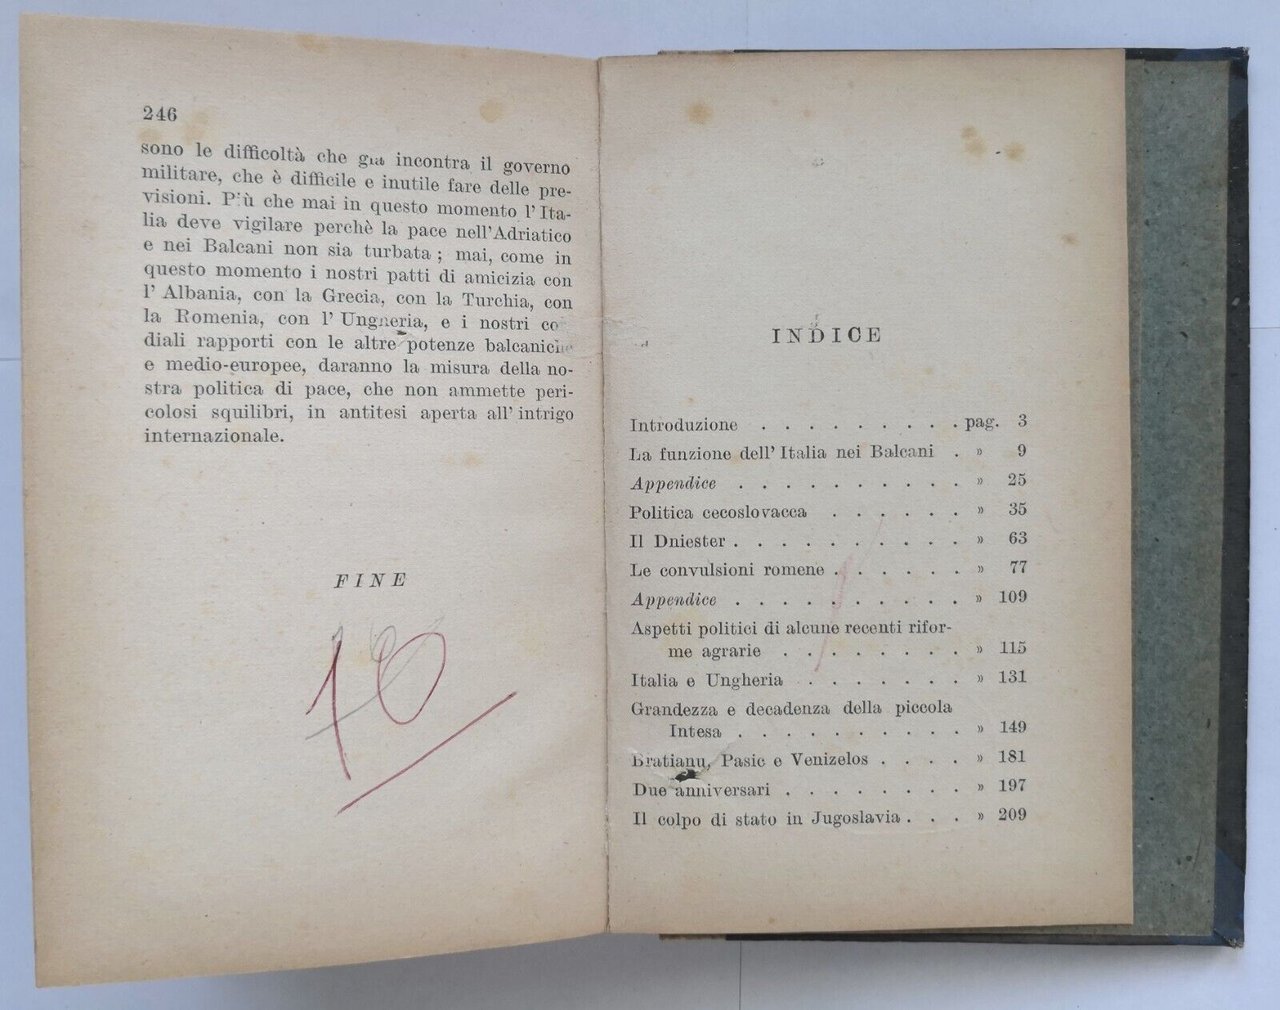 246
sono le difficoltà che già incontra il governo
militare, che è difficile e inutile fare delle pre-
visioni. Più che mai in questo momento l'Ita-
lia deve vigilare perchè la pace nell'Adriatico
e nei Balcani non sia turbata ; mai, come in
questo momento i nostri patti di amicizia con
l' Albania, con la Grecia, con la Turchia, con
la Romenia, con l' Ungheria, e i nostri co
diali rapporti con le altre potenze balcaniche
e medio-europee, daranno la misura della no-
stra politica di pace, che non ammette peri-
colosi squilibri, in antitesi aperta all' intrigo
internazionale.
FINE
10
INDICE
Introduzione . . . . . . . . . pag. 3
La funzione dell' Italia nei Balcani . » 9
Appendice . . . . . . . . . . » 25
Politica cecoslovacca . . . . . . » 35
Il Dniester . . . . . . . . . . » 63
Le convulsioni romene . . . . . . » 77
Appendice . . . . . . . . . . » 109
Aspetti politici di alcune recenti rifor-
me agrarie . . . . . . . . » 115
Italia e Ungheria . . . . . . . » 131
Grandezza e decadenza della piccola
Intesa . . . . . . . . . . » 149
Bratianu, Pasic e Venizelos . . . . » 181
Due anniversari . . . . . . . . » 197
Il colpo di stato in Jugoslavia . . . » 209